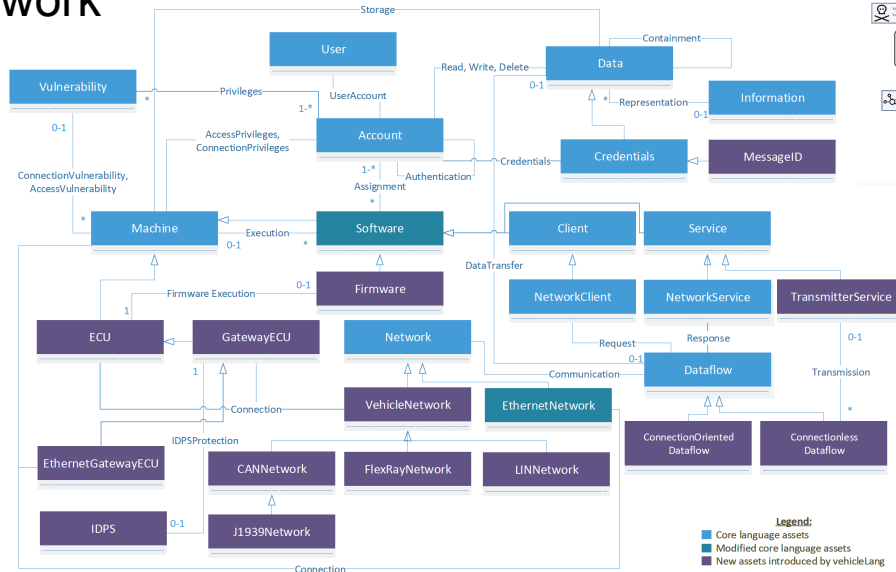 work
Storage
User
Containment
Data
Vulnerability
Read, Write, Delete
0-1
Privileges
*
UserAccount
*
Representation
Information
1-*
0-1
0-1
Account
AccessPrivileges,
ConnectionPrivileges
Credentials
MessageID
Credentials
ConnectionVulnerability,
AccessVulnerability
1-*
Authentication
Assignment
*
*
Machine
Software
Client
Service
0-1
Execution
*
DataTransfer
Firmware
NetworkClient
NetworkService
TransmitterService
Firmware Execution
0-1
1
ECU
GatewayECU
Network
Request
Response
0-1
0-1
Dataflow
1
Communication
Transmission
Connection
VehicleNetwork
EthernetNetwork
*
IDPSProtection
ConnectionOriented
Dataflow
Connectionless
Dataflow
EthernetGatewayECU
CANNetwork
FlexRayNetwork
LINNetwork
IDPS
0-1
J1939Network
Legend:
Core language assets
Modified core language assets
New assets introduced by vehicleLang
Connection